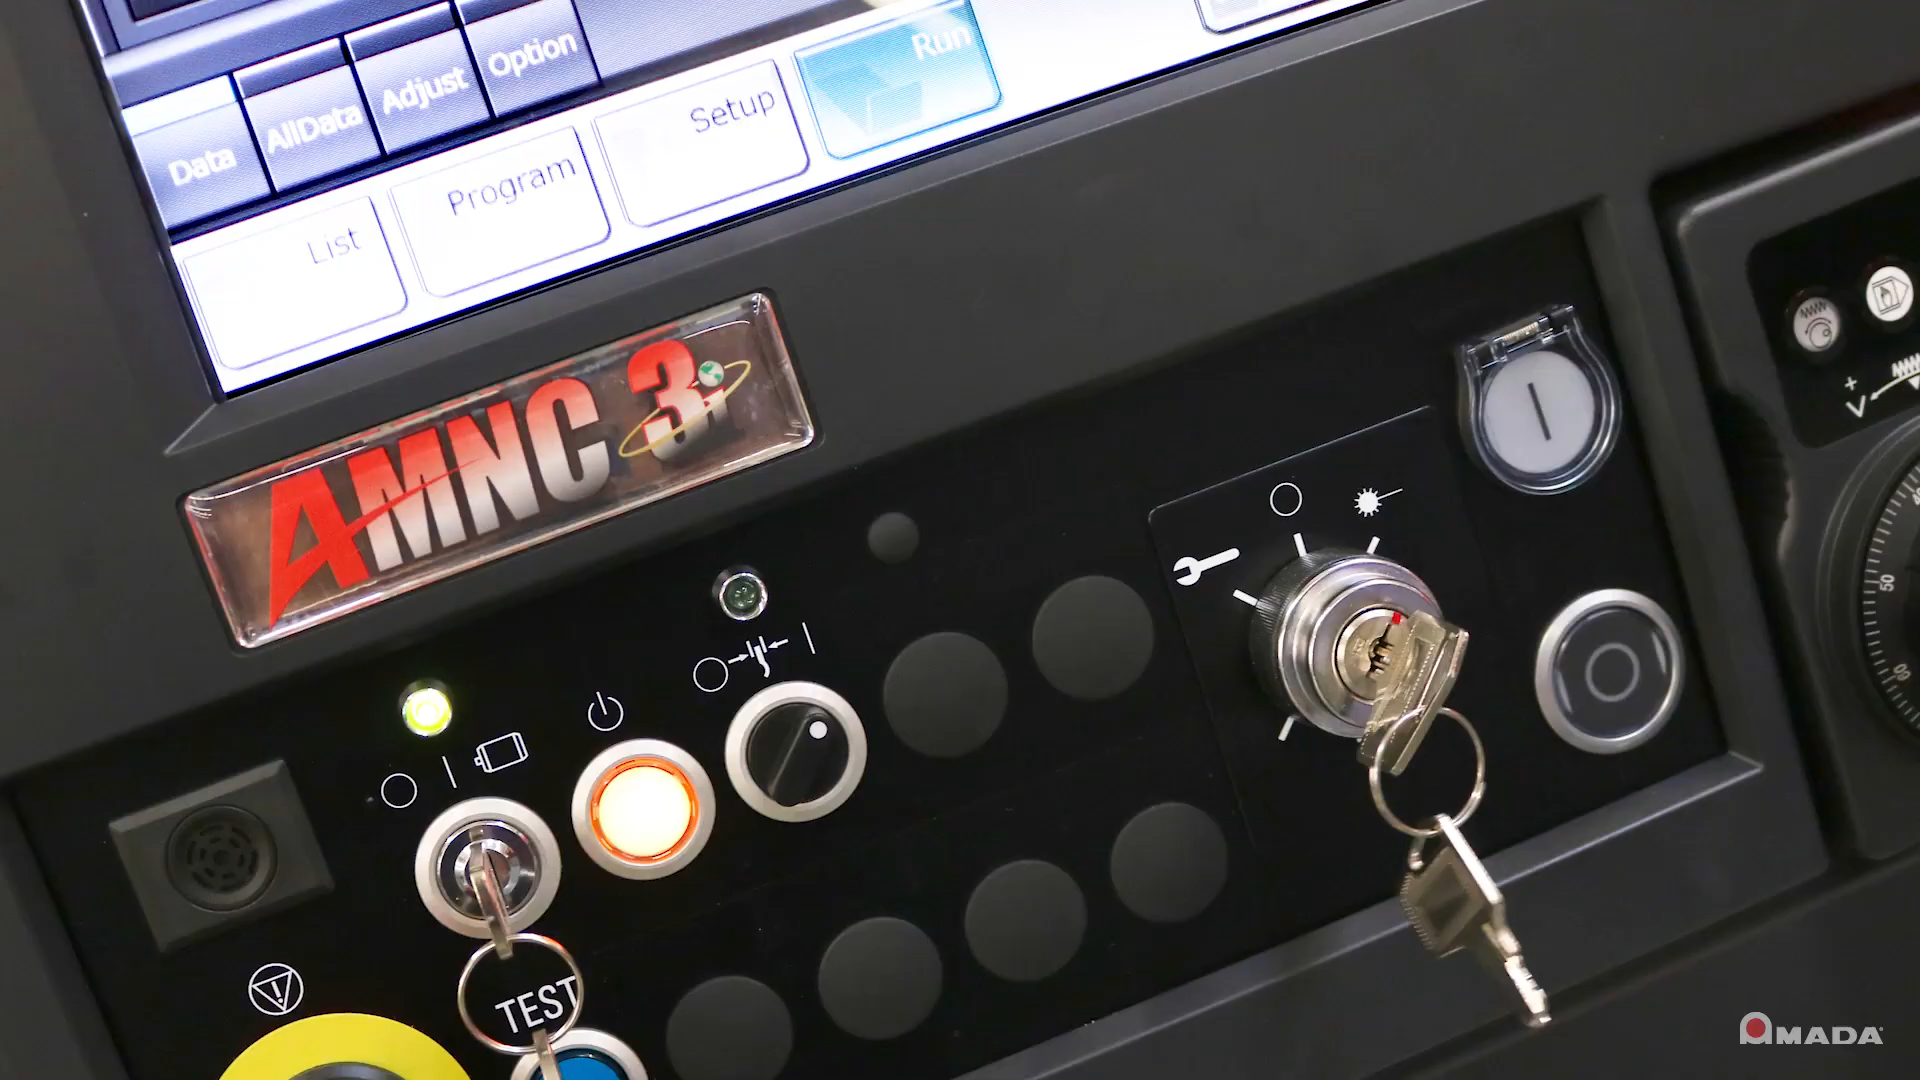 Data
AllData
Adjust
Option
List
Program
Setup
Run
AMNC 3i
TEST
50
AMADA